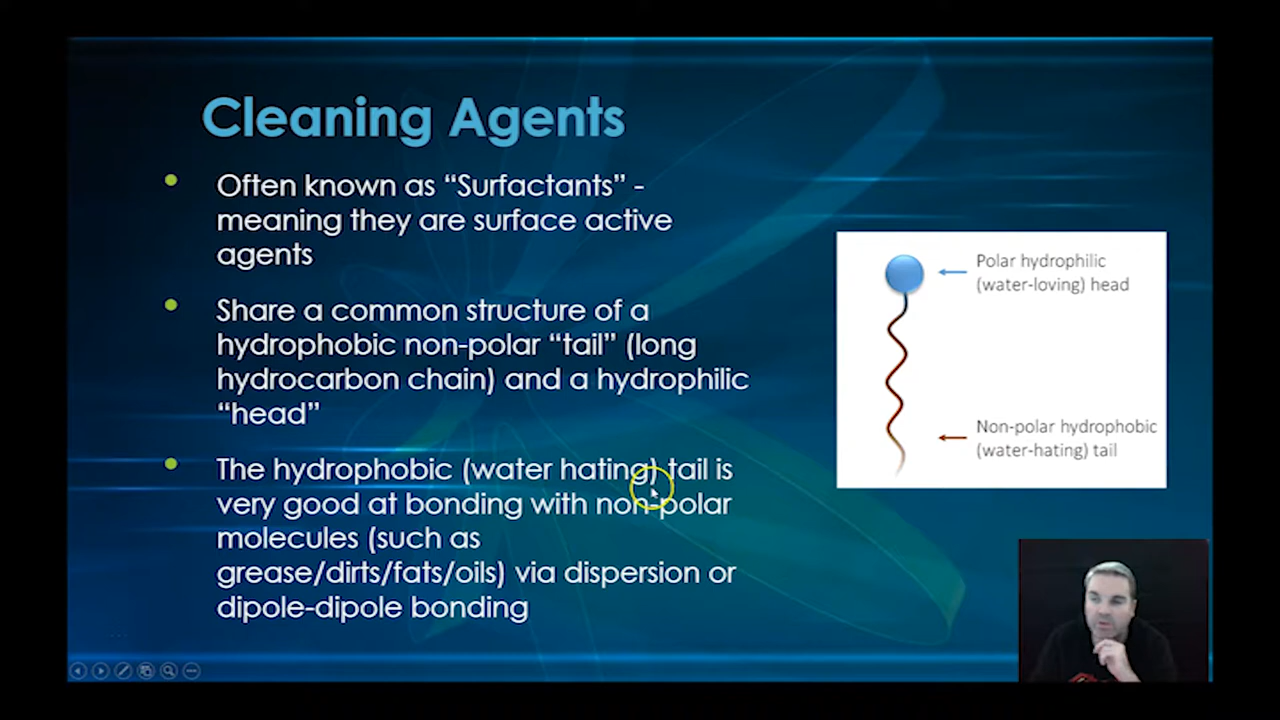 Cleaning Agents
Often known as “Surfactants” -
meaning they are surface active
agents
Share a common structure of a
hydrophobic non-polar “tail” (long
hydrocarbon chain) and a hydrophilic
“head”
The hydrophobic (water hating) tail is
very good at bonding with non-polar
molecules (such as
grease/dirts/fats/oils) via dispersion or
dipole-dipole bonding
Polar hydrophilic
(water-loving) head
Non-polar hydrophobic
(water-hating) tail